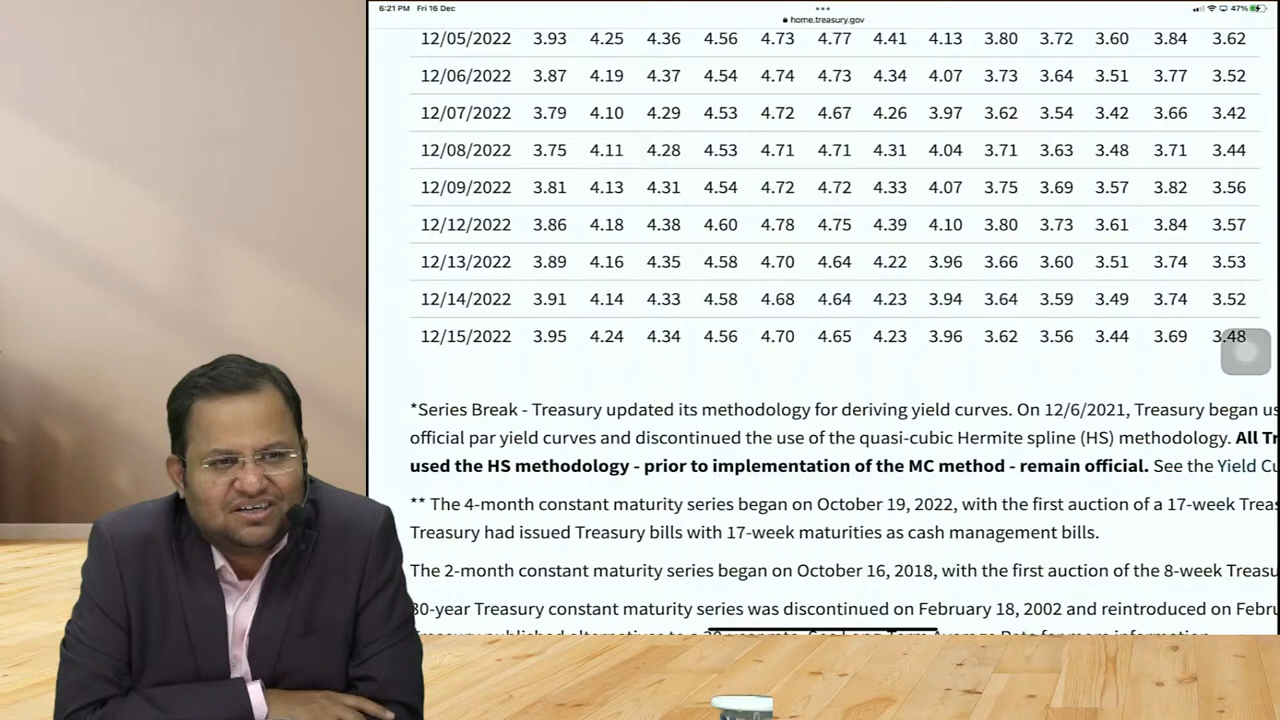 6:21 PM Fri 16 Dec
47%
home.treasury.gov
12/05/2022 3.93 4.25 4.36 4.56 4.73 4.77 4.41 4.13 3.80 3.72 3.60 3.84 3.62
12/06/2022 3.87 4.19 4.37 4.54 4.74 4.73 4.34 4.07 3.73 3.64 3.51 3.77 3.52
12/07/2022 3.79 4.10 4.29 4.53 4.72 4.67 4.26 3.97 3.62 3.54 3.42 3.66 3.42
12/08/2022 3.75 4.11 4.28 4.53 4.71 4.71 4.31 4.04 3.71 3.63 3.48 3.71 3.44
12/09/2022 3.81 4.13 4.31 4.54 4.72 4.72 4.33 4.07 3.75 3.69 3.57 3.82 3.56
12/12/2022 3.86 4.18 4.38 4.60 4.78 4.75 4.39 4.10 3.80 3.73 3.61 3.84 3.57
12/13/2022 3.89 4.16 4.35 4.58 4.70 4.64 4.22 3.96 3.66 3.60 3.51 3.74 3.53
12/14/2022 3.91 4.14 4.33 4.58 4.68 4.64 4.23 3.94 3.64 3.59 3.49 3.74 3.52
12/15/2022 3.95 4.24 4.34 4.56 4.70 4.65 4.23 3.96 3.62 3.56 3.44 3.69 3.48
*Series Break - Treasury updated its methodology for deriving yield curves. On 12/6/2021, Treasury began us
official par yield curves and discontinued the use of the quasi-cubic Hermite spline (HS) methodology. All Tr
used the HS methodology - prior to implementation of the MC method - remain official. See the Yield Cu
** The 4-month constant maturity series began on October 19, 2022, with the first auction of a 17-week Treas
Treasury had issued Treasury bills with 17-week maturities as cash management bills.
The 2-month constant maturity series began on October 16, 2018, with the first auction of the 8-week Treasu
30-year Treasury constant maturity series was discontinued on February 18, 2002 and reintroduced on Febru